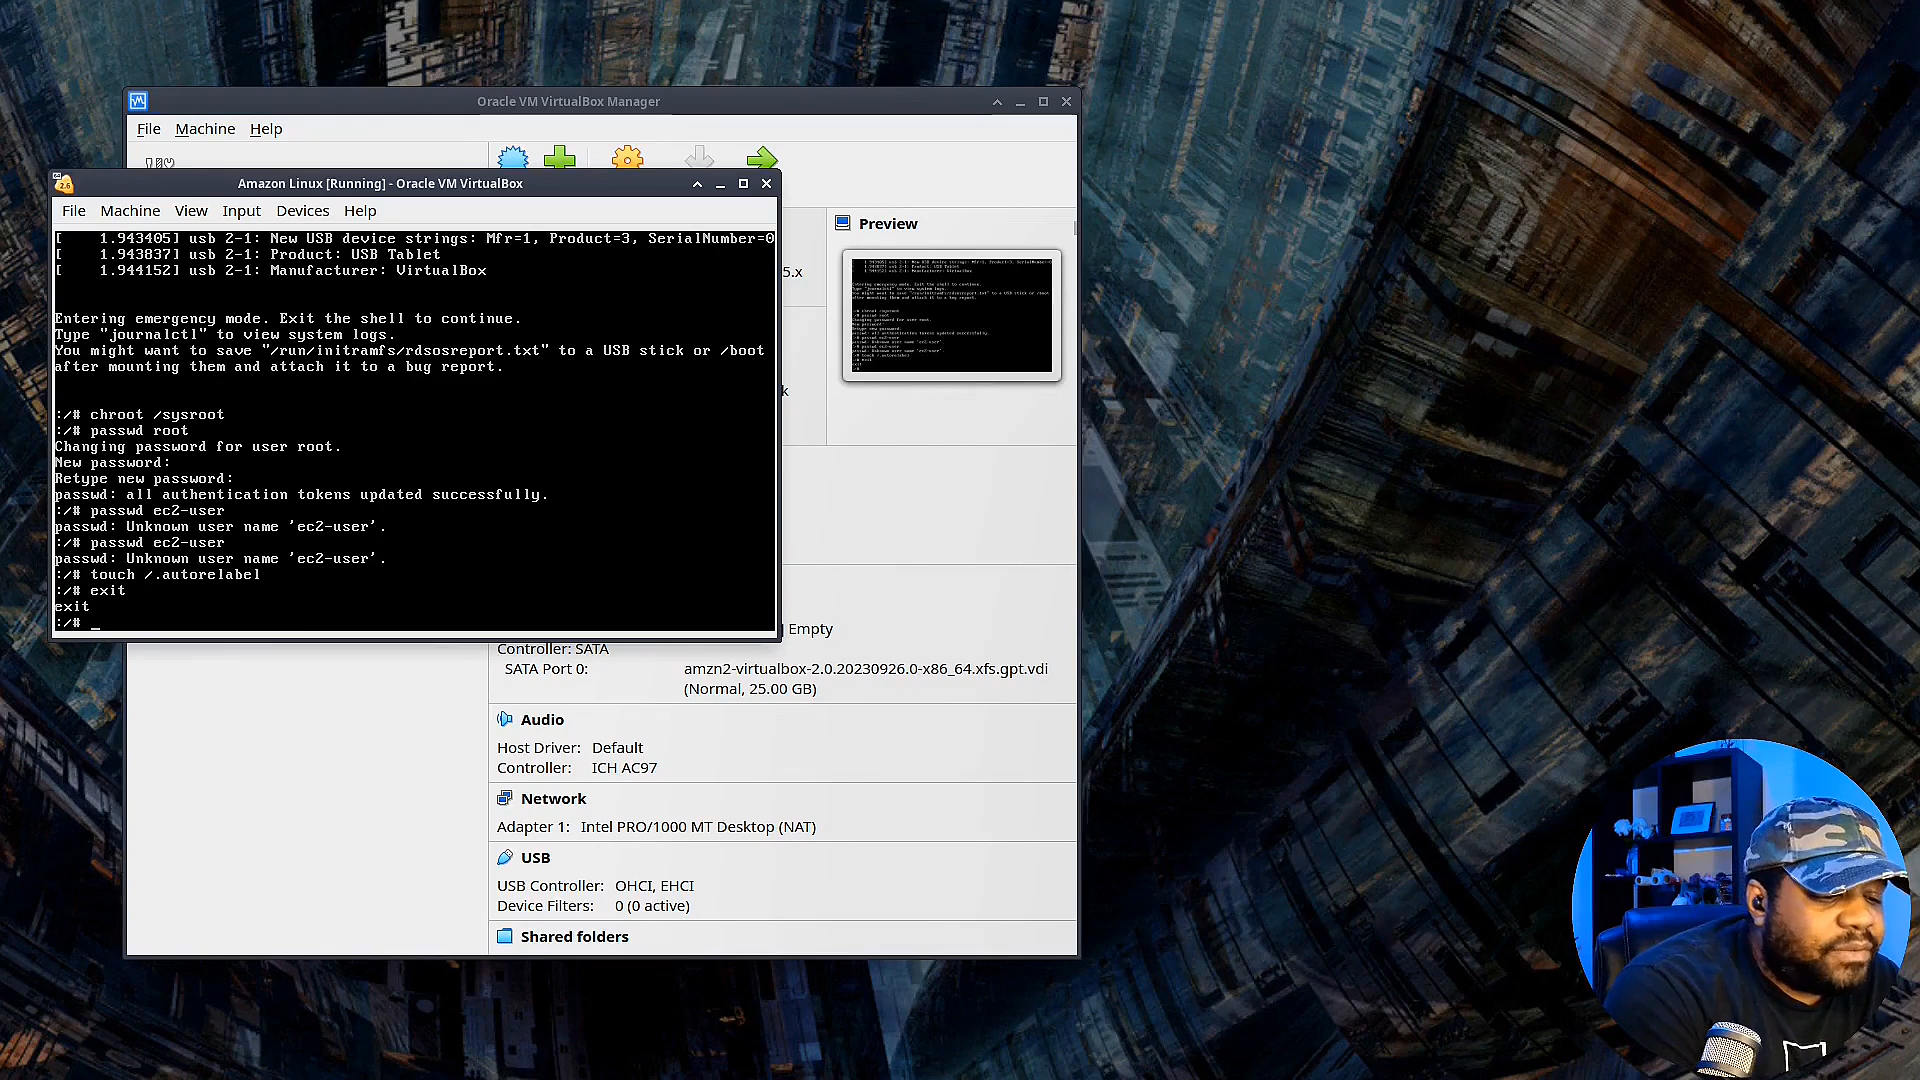 Oracle VM VirtualBox Manager
File Machine Help
Amazon Linux [Running] - Oracle VM VirtualBox
File Machine View Input Devices Help
[    1.943405] usb 2-1: New USB device strings: Mfr=1, Product=3, SerialNumber=0
[    1.943837] usb 2-1: Product: USB Tablet
[    1.944152] usb 2-1: Manufacturer: VirtualBox
Entering emergency mode. Exit the shell to continue.
Type "journalctl" to view system logs.
You might want to save "/run/initramfs/rdsosreport.txt" to a USB stick or /boot
after mounting them and attach it to a bug report.
:/# chroot /sysroot
:/# passwd root
Changing password for user root.
New password:
Retype new password:
passwd: all authentication tokens updated successfully.
:/# passwd ec2-user
passwd: Unknown user name 'ec2-user'.
:/# passwd ec2-user
passwd: Unknown user name 'ec2-user'.
:/# touch /.autorelabel
:/# exit
exit
:/# _
Preview
5.x
k
Empty
Controller: SATA
SATA Port 0: amzn2-virtualbox-2.0.20230926.0-x86_64.xfs.gpt.vdi
(Normal, 25.00 GB)
Audio
Host Driver: Default
Controller: ICH AC97
Network
Adapter 1: Intel PRO/1000 MT Desktop (NAT)
USB
USB Controller: OHCI, EHCI
Device Filters: 0 (0 active)
Shared folders